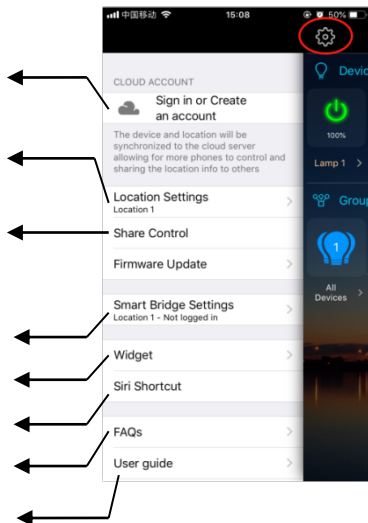 中国移动
15:08
50%
CLOUD ACCOUNT
Sign in or Create
an account
The device and location will be
synchronized to the cloud server
allowing for more phones to control and
sharing the location info to others
Location Settings
Location 1
Share Control
Firmware Update
Smart Bridge Settings
Location 1 - Not logged in
Widget
Siri Shortcut
FAQs
User guide
100%
Lamp 1
1
All
Devices